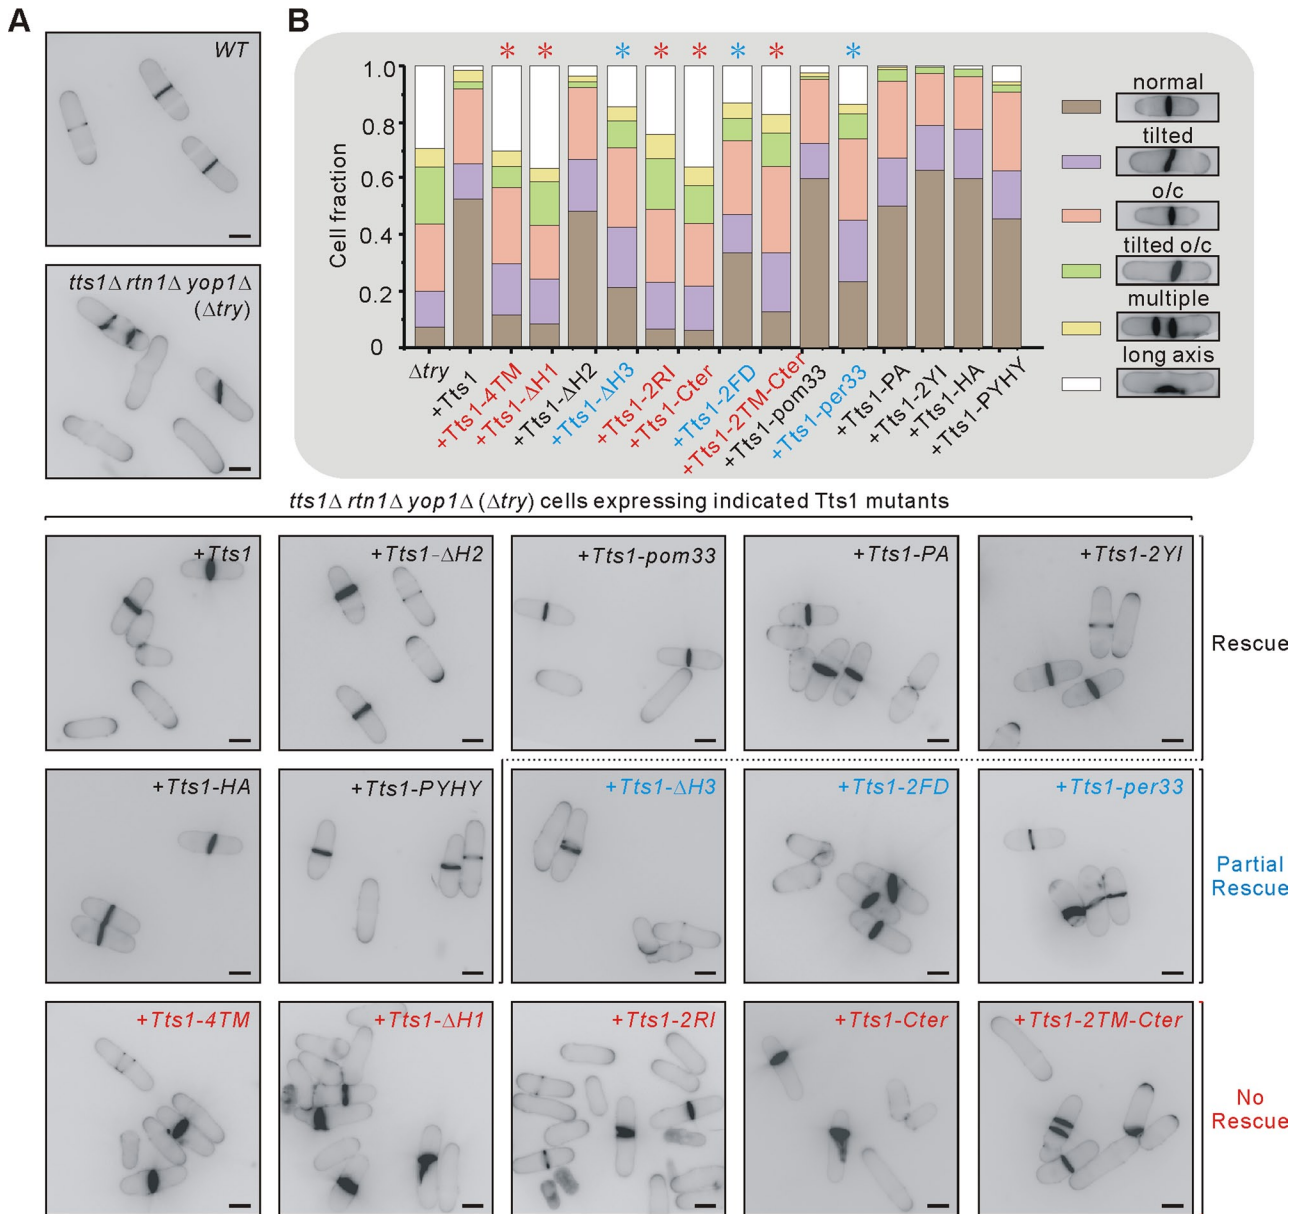 A
B
WT
tts1Δ rtn1Δ yop1Δ
(Δtry)
* * * * * * * *
1.0
0.8
0.6
0.4
0.2
0
Cell fraction
Δtry
+Tts1
+Tts1-4TM
+Tts1-ΔH1
+Tts1-ΔH2
+Tts1-ΔH3
+Tts1-2RI
+Tts1-Cter
+Tts1-2FD
+Tts1-2TM-Cter
+Tts1-pom33
+Tts1-per33
+Tts1-PA
+Tts1-2YI
+Tts1-HA
+Tts1-PYHY
normal
tilted
o/c
tilted o/c
multiple
long axis
tts1Δ rtn1Δ yop1Δ (Δtry) cells expressing indicated Tts1 mutants
+Tts1
+Tts1-ΔH2
+Tts1-pom33
+Tts1-PA
+Tts1-2YI
Rescue
+Tts1-HA
+Tts1-PYHY
+Tts1-ΔH3
+Tts1-2FD
+Tts1-per33
Partial
Rescue
+Tts1-4TM
+Tts1-ΔH1
+Tts1-2RI
+Tts1-Cter
+Tts1-2TM-Cter
No
Rescue